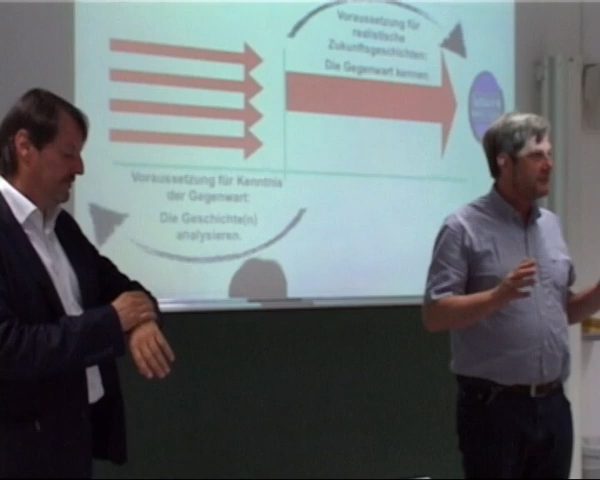 Voraussetzung für
realistische
Zukunftsgeschichten:
Die Gegenwart kennen.
Voraussetzung für Kenntnis
der Gegenwart:
Die Geschichte(n)
analysieren.